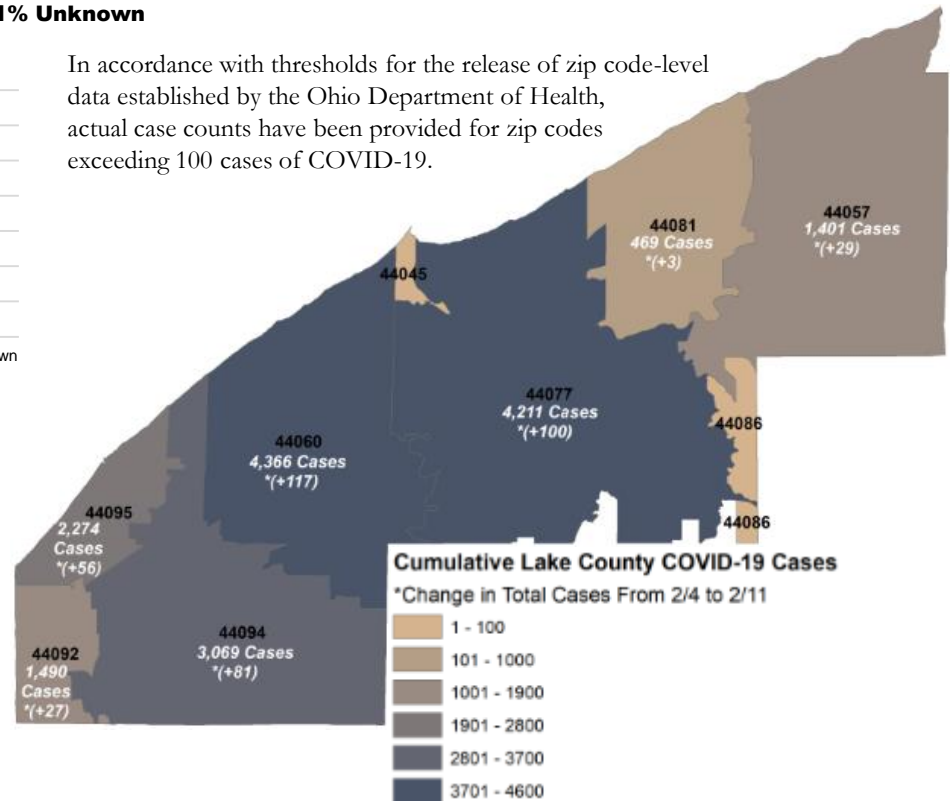 1% Unknown
In accordance with thresholds for the release of zip code-level
data established by the Ohio Department of Health,
actual case counts have been provided for zip codes
exceeding 100 cases of COVID-19.
wn
44057
1,401 Cases
*(+29)
44081
469 Cases
*(+3)
44045
44077
4,211 Cases
*(+100)
44086
44060
4,366 Cases
*(+117)
44095
2,274
Cases
*(+56)
44086
44094
3,069 Cases
*(+81)
44092
1,490
Cases
*(+27)
Cumulative Lake County COVID-19 Cases
*Change in Total Cases From 2/4 to 2/11
1 - 100
101 - 1000
1001 - 1900
1901 - 2800
2801 - 3700
3701 - 4600